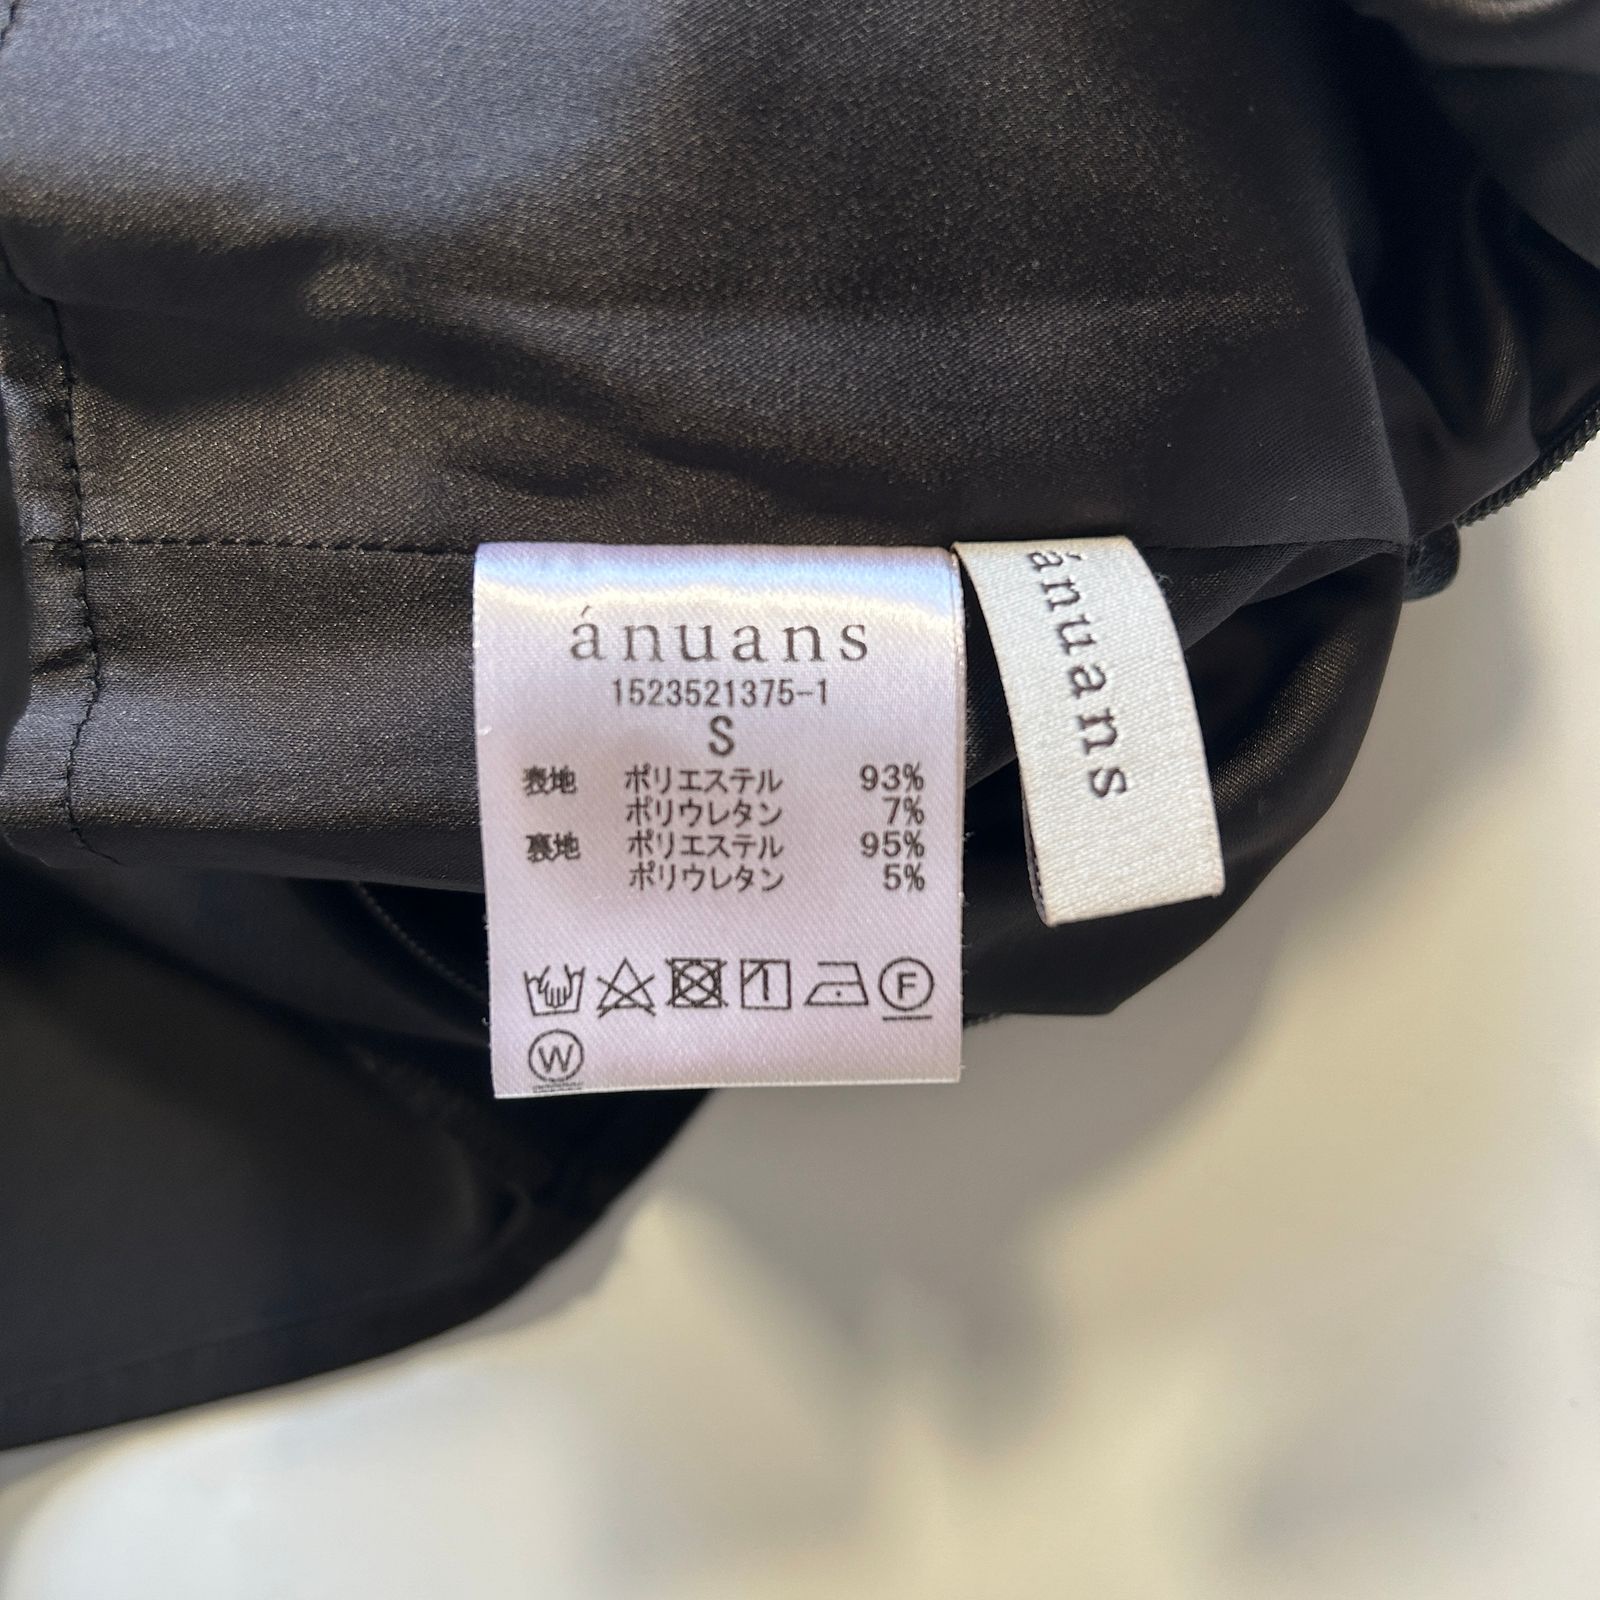 ánuans
1523521375-1
S
表地 ポリエステル 93%
ポリウレタン 7%
裏地 ポリエステル 95%
ポリウレタン 5%
F
W
ánuans